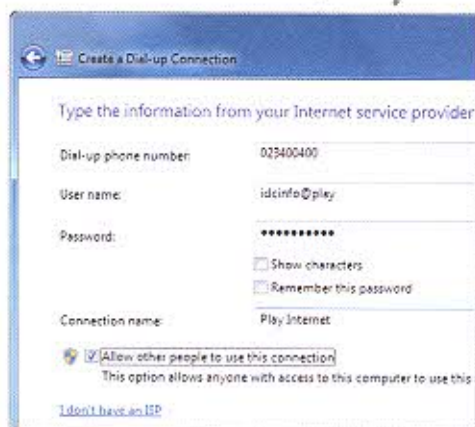 Create a Dial-up Connection
Type the information from your Internet service provider
Dial-up phone number: 023400400
User name: idcinfo@play
Password: ••••••••••
Show characters
Remember this password
Connection name: Play Internet
Allow other people to use this connection
This option allows anyone with access to this computer to use this
I don't have an ISP